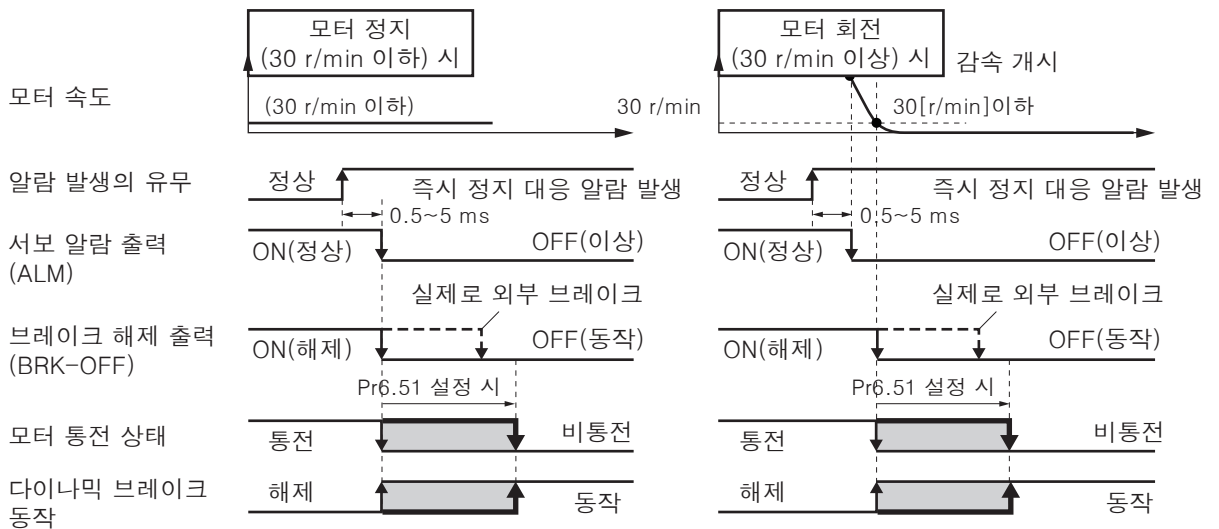 모터 정지
(30 r/min 이하) 시
모터 회전
(30 r/min 이상) 시
감속 개시
모터 속도
(30 r/min 이하)
30 r/min
30[r/min]이하
알람 발생의 유무
정상
즉시 정지 대응 알람 발생
정상
즉시 정지 대응 알람 발생
0.5~5 ms
0.5~5 ms
서보 알람 출력
(ALM)
ON(정상)
OFF(이상)
ON(정상)
OFF(이상)
실제로 외부 브레이크
실제로 외부 브레이크
브레이크 해제 출력
(BRK-OFF)
ON(해제)
OFF(동작)
ON(해제)
OFF(동작)
Pr6.51 설정 시
Pr6.51 설정 시
모터 통전 상태
통전
비통전
통전
비통전
다이나믹 브레이크
동작
해제
동작
해제
동작